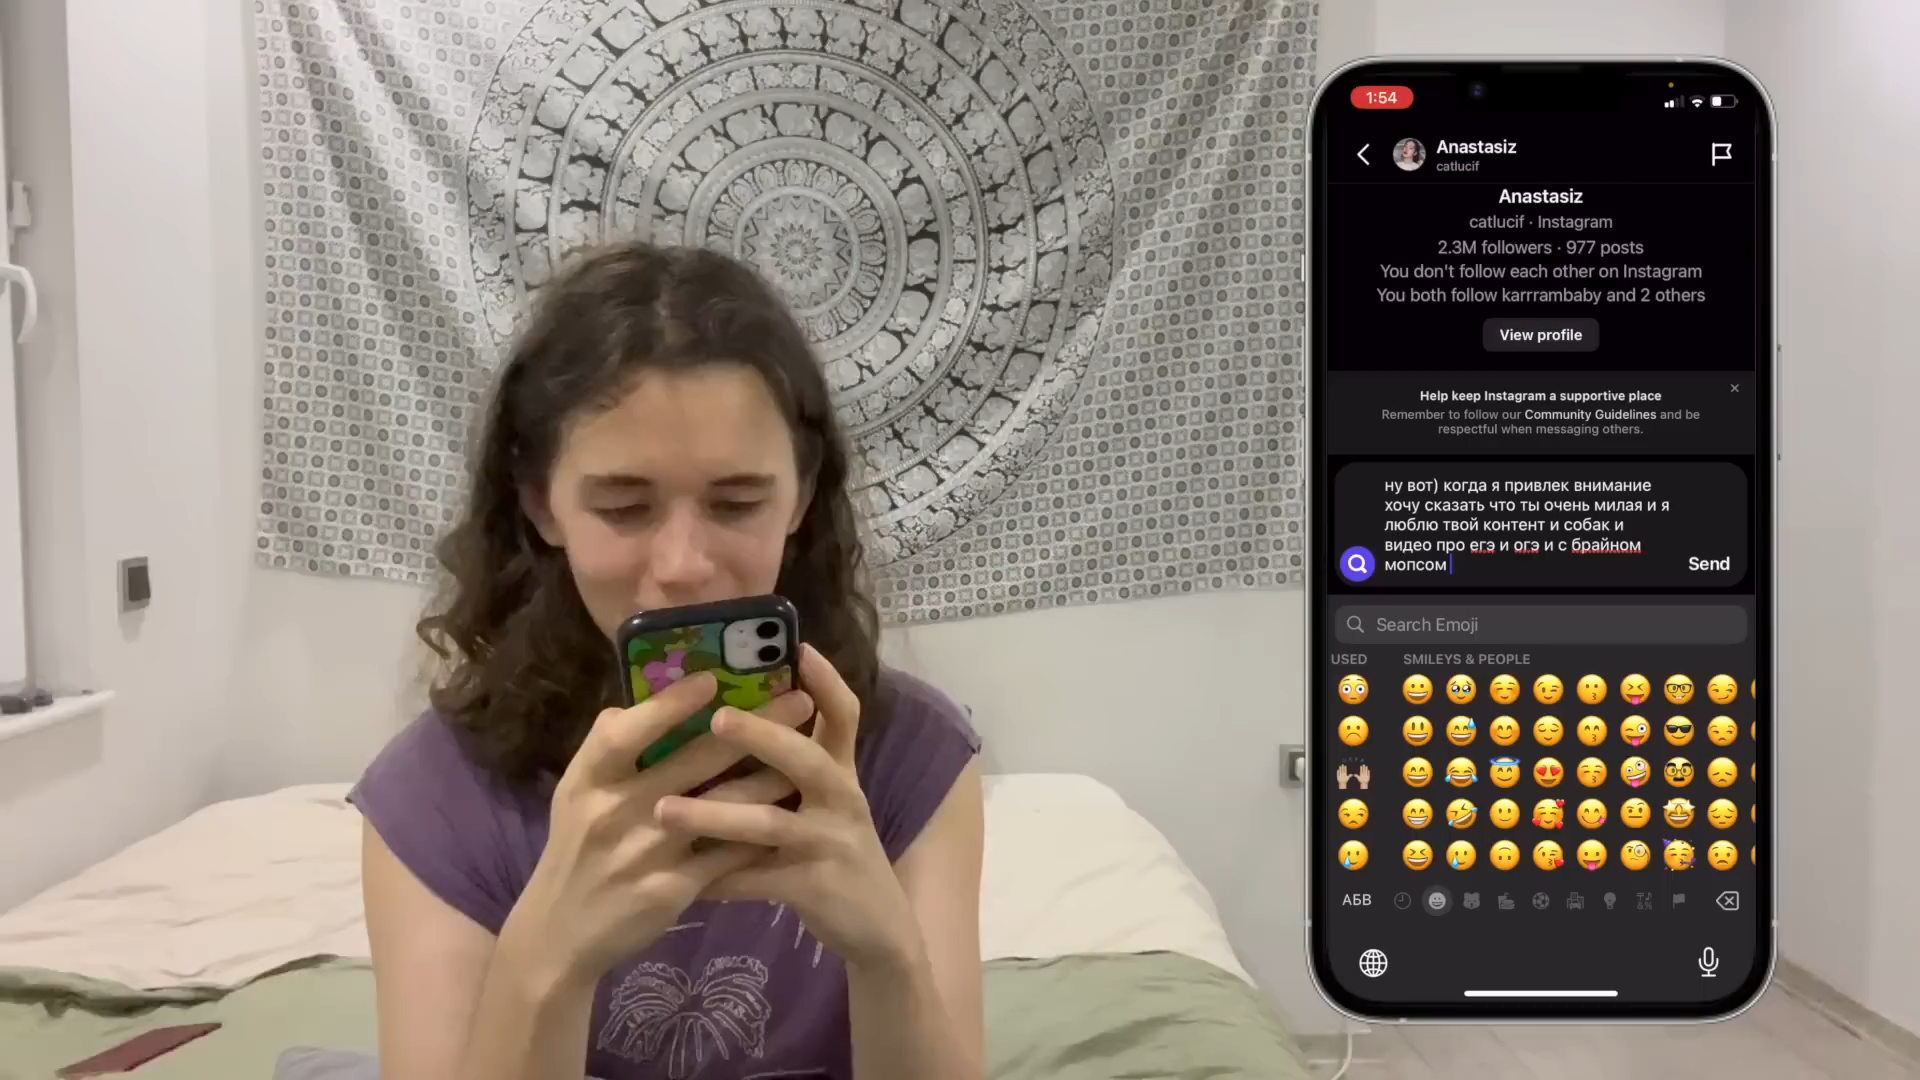 1:54
Anastasiz
catlucif
Anastasiz
catlucif · Instagram
2.3M followers · 977 posts
You don't follow each other on Instagram
You both follow karrrambaby and 2 others
View profile
Help keep Instagram a supportive place
Remember to follow our Community Guidelines and be
respectful when messaging others.
ну вот) когда я привлек внимание
хочу сказать что ты очень милая и я
люблю твой контент и собак и
видео про егэ и огэ и с брайном
мопсом
Send
Search Emoji
USED SMILEYS & PEOPLE
АБВ